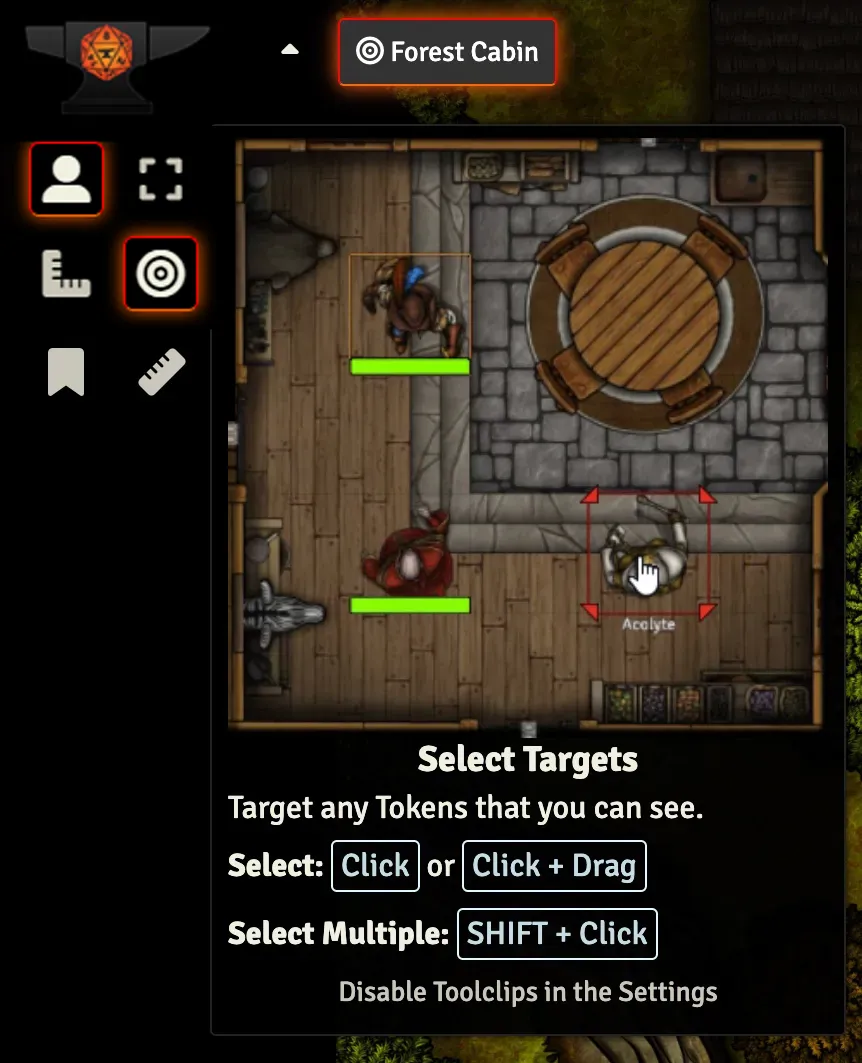 Forest Cabin
Acolyte
Select Targets
Target any Tokens that you can see.
Select: Click or Click + Drag
Select Multiple: SHIFT + Click
Disable Toolclips in the Settings